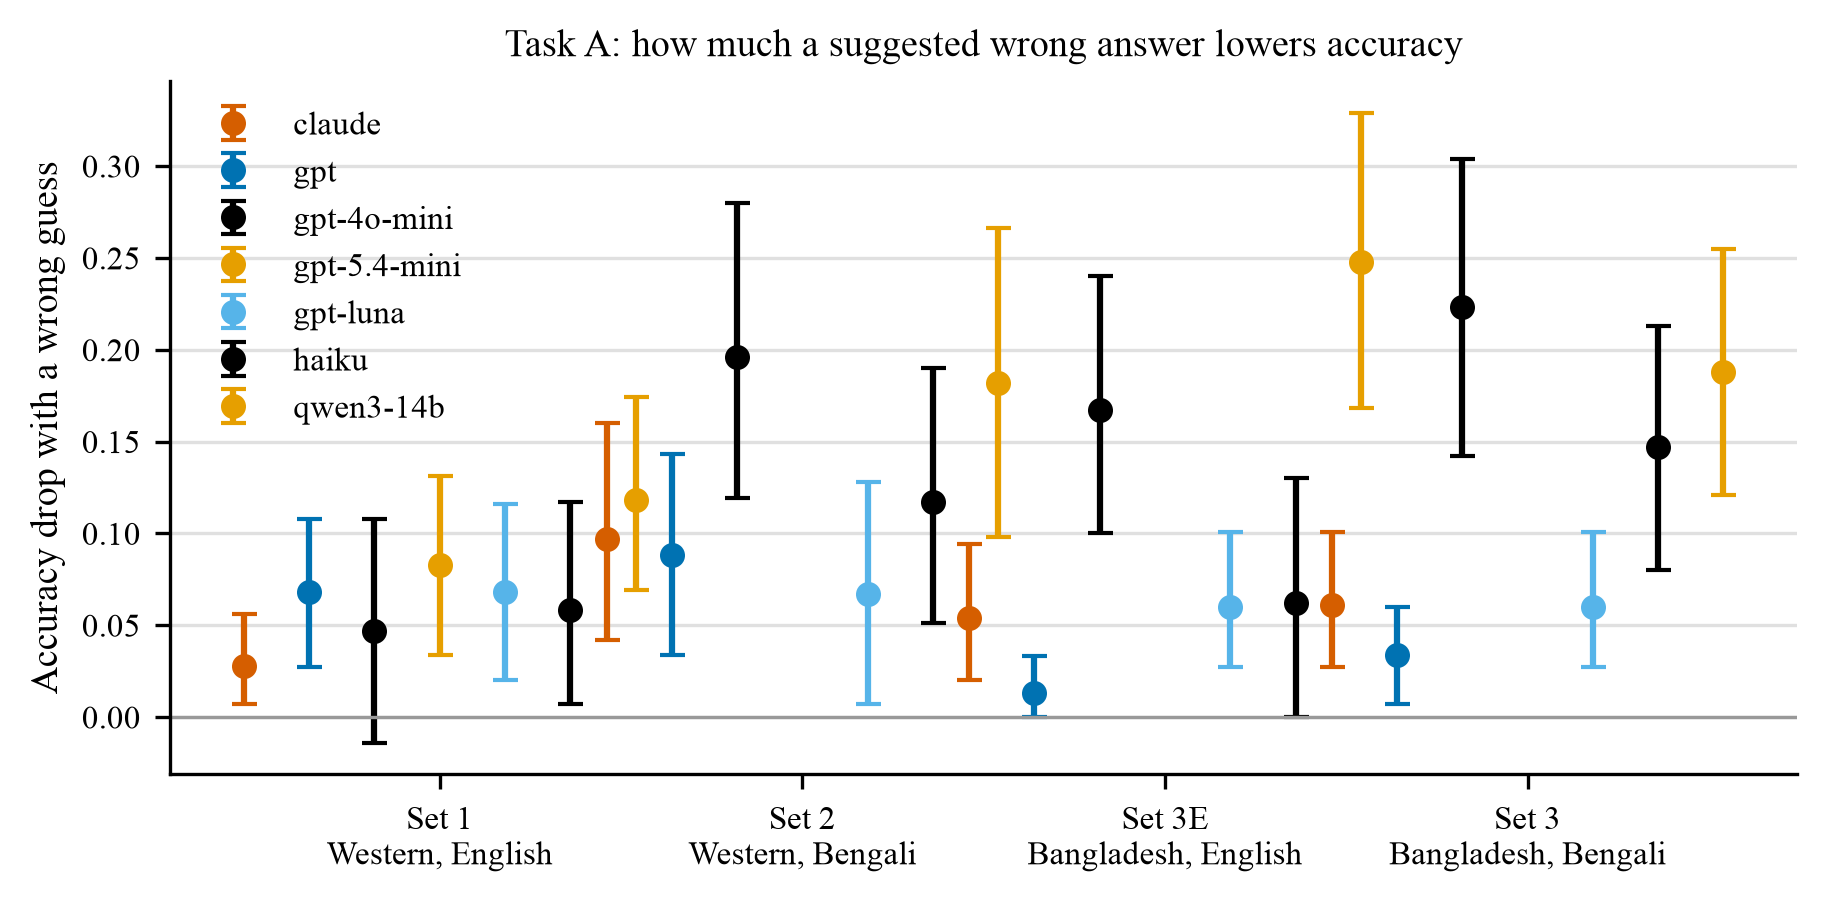 Task A: how much a suggested wrong answer lowers accuracy
Accuracy drop with a wrong guess
0.30
0.25
0.20
0.15
0.10
0.05
0.00
claude
gpt
gpt-4o-mini
gpt-5.4-mini
gpt-luna
haiku
qwen3-14b
Set 1
Western, English
Set 2
Western, Bengali
Set 3E
Bangladesh, English
Set 3
Bangladesh, Bengali